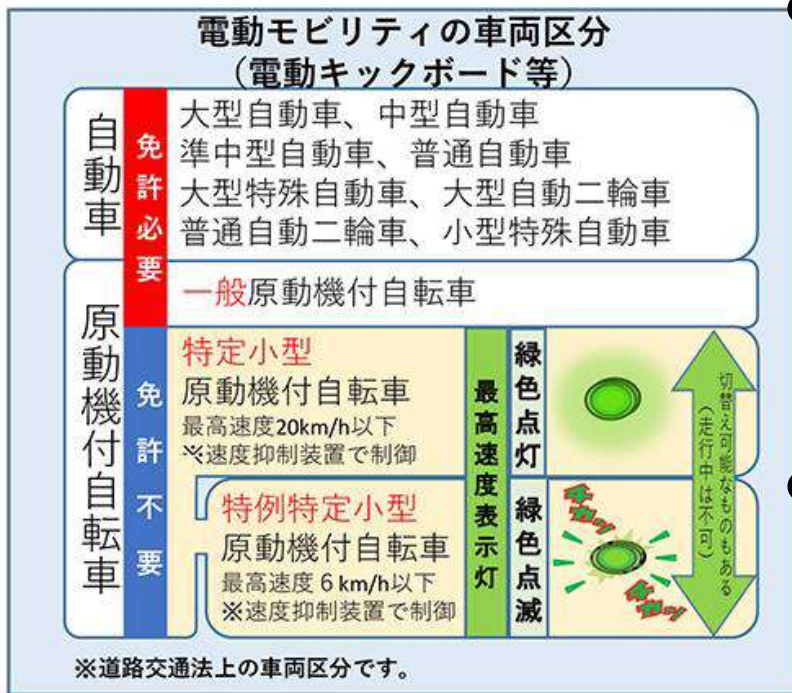 電動モビリティの車両区分
（電動キックボード等）
自動車
原動機付自転車
免許必要
免許不要
大型自動車、中型自動車
準中型自動車、普通自動車
大型特殊自動車、大型自動二輪車
普通自動二輪車、小型特殊自動車
一般原動機付自転車
特定小型
原動機付自転車
最高速度20km/h以下
※速度抑制装置で制御
特例特定小型
原動機付自転車
最高速度６km/h以下
※速度抑制装置で制御
最高速度表示灯
緑色点灯
緑色点滅
チカッ
チカッ
切替え可能なものもある
（走行中は不可）
※道路交通法上の車両区分です。